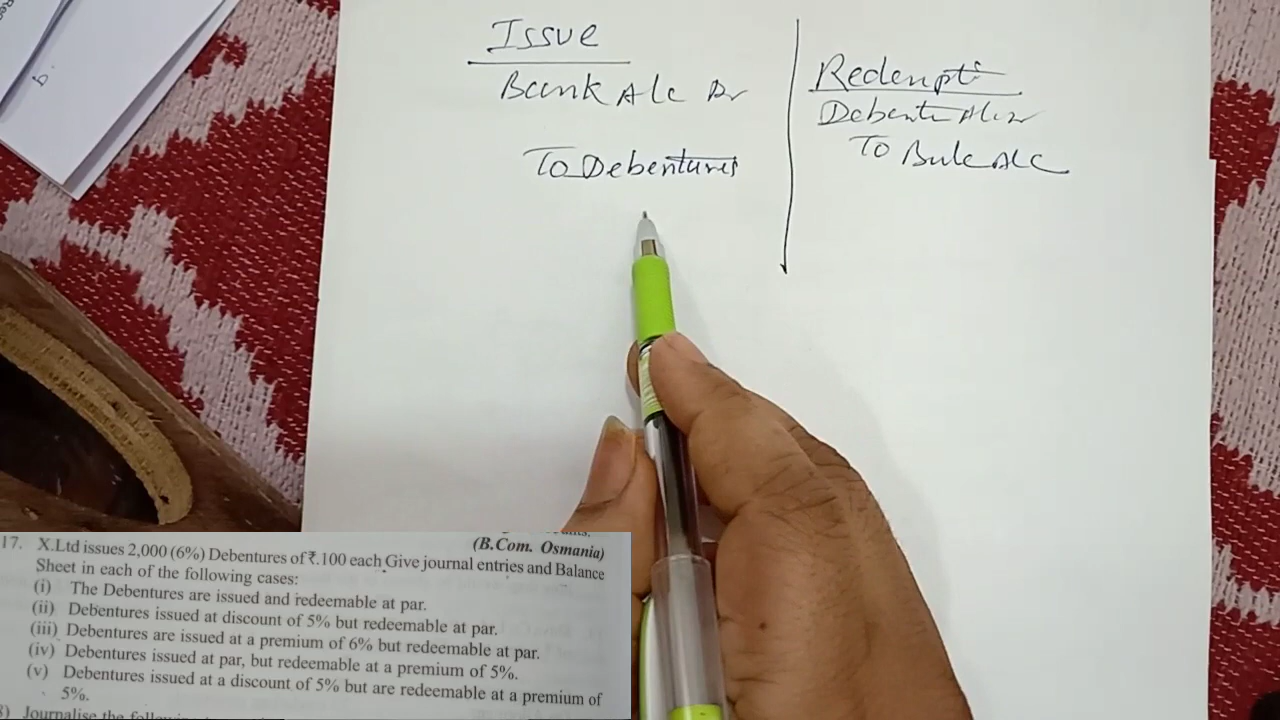 Issue
Bank A/c Dr
To Debentures
Redempti
Debent A/c Dr
To Bank A/c
(B.Com. Osmania)
17. X.Ltd issues 2,000 (6%) Debentures of ₹.100 each Give journal entries and Balance
Sheet in each of the following cases:
(i) The Debentures are issued and redeemable at par.
(ii) Debentures issued at discount of 5% but redeemable at par.
(iii) Debentures are issued at a premium of 6% but redeemable at par.
(iv) Debentures issued at par, but redeemable at a premium of 5%.
(v) Debentures issued at a discount of 5% but are redeemable at a premium of
5%.
Journalise the